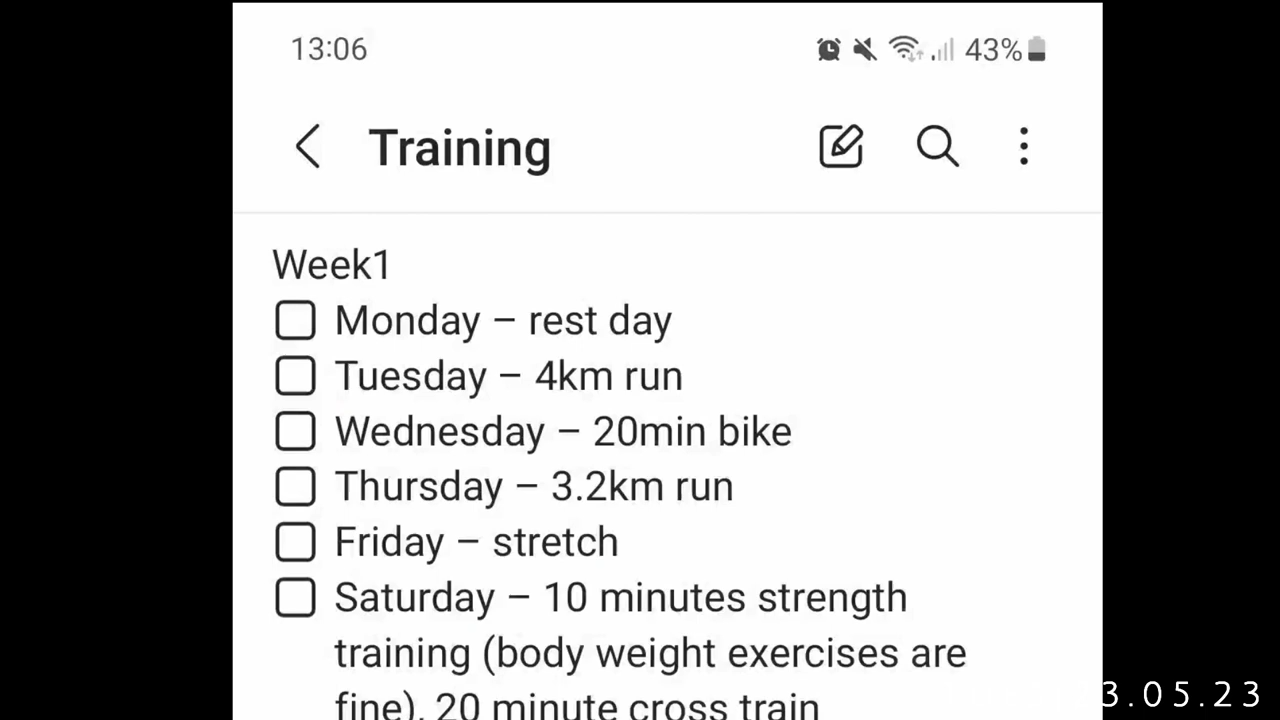 13:06
43%
Training
Week1
Monday – rest day
Tuesday – 4km run
Wednesday – 20min bike
Thursday – 3.2km run
Friday – stretch
Saturday – 10 minutes strength
training (body weight exercises are
fine), 20 minute cross train
3.05.23